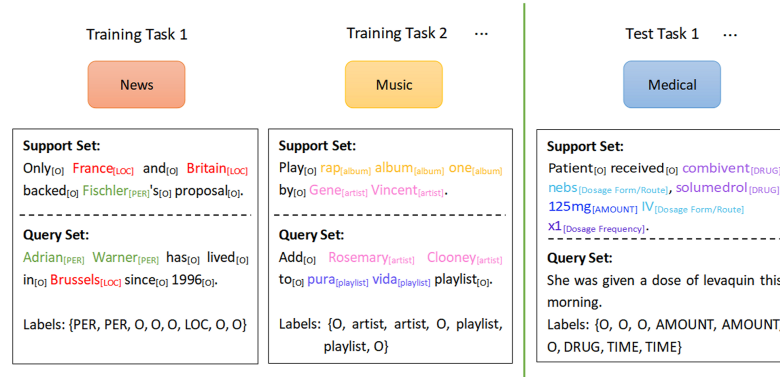 Training Task 1
Training Task 2
...
Test Task 1
...
News
Music
Medical
Support Set:
Only[O] France[LOC] and[O] Britain[LOC]
backed[O] Fischler[PER]'s[O] proposal[O].
Query Set:
Adrian[PER] Warner[PER] has[O] lived[O]
in[O] Brussels[LOC] since[O] 1996[O].
Labels: {PER, PER, O, O, O, LOC, O, O}
Support Set:
Play[O] rap[album] album[album] one[album]
by[O] Gene[artist] Vincent[artist].
Query Set:
Add[O] Rosemary[artist] Clooney[artist]
to[O] pura[playlist] vida[playlist] playlist[O].
Labels: {O, artist, artist, O, playlist,
playlist, O}
Support Set:
Patient[O] received[O] combivent[DRUG]
nebs[Dosage Form/Route], solumedrol[DRUG]
125mg[AMOUNT] IV[Dosage Form/Route]
x1[Dosage Frequency].
Query Set:
She was given a dose of levaquin this
morning.
Labels: {O, O, O, AMOUNT, AMOUNT,
O, DRUG, TIME, TIME}